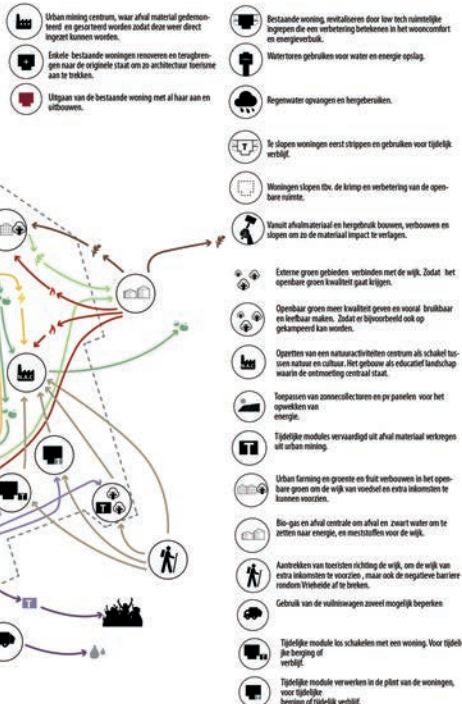 Urban mining centrum, waar afval material gedemon-
teerd en gesorteerd worden zodat deze weer direct
ingezet kunnen worden.
Enkele bestaande woningen renoveren en terugbren-
gen naar de originele staat om zo architectuur toerisme
aan te trekken.
Uitgaan van de bestaande woning met al haar aan en
uitbouwen.
Bestaande woning, revitaliseren door low tech ruimtelijke
ingrepen die een verbetering betekenen in het wooncomfort
en energieverbuik.
Watertoren gebruiken voor water en energie opslag.
Regenwater opvangen en hergebruiken.
T
Te slopen woningen eerst strippen en gebruiken voor tijdelijk
verblijf.
Woningen slopen tbv. de krimp en verbetering van de open-
bare ruimte.
Vanuit afvalmateriaal en hergebruik bouwen, verbouwen en
slopen om zo de materiaal impact te verlagen.
Externe groen gebieden verbinden met de wijk. Zodat het
openbare groen kwaliteit gaat krijgen.
Openbaar groen meer kwaliteit geven en vooral bruikbaar
en leefbaar maken. Zodat er bijvoorbeeld ook op
gekampeerd kan worden.
Opzetten van een natuuractiviteiten centrum als schakel tus-
sen natuur en cultuur. Het gebouw als educatief landschap
waarin de ontmoeting centraal staat.
Toepassen van zonnecollectoren en pv panelen voor het
opwekken van
energie.
T
Tijdelijke modules vervaardigd uit afval materiaal verkregen
uit urban mining.
Urban farming en groente en fruit verbouwen in het open-
bare groen om de wijk van voedsel en extra inkomsten te
kunnen voorzien.
Bio-gas en afval centrale om afval en zwart water om te
zetten naar energie, en meststoffen voor de wijk.
Aantrekken van toeristen richting de wijk, om de wijk van
extra inkomsten te voorzien , maar ook de negatieve barriere
rondom Vrieheide af te breken.
Gebruik van de vuilniswagen zoveel mogelijk beperken
Tijdelijke module los schakelen met een woning. Voor tijdeli-
jke berging of
verblijf.
Tijdelijke module verwerken in de plint van de woningen,
voor tijdelijke
berging of tijdelijk verblijf.
N.A.C.
T
T